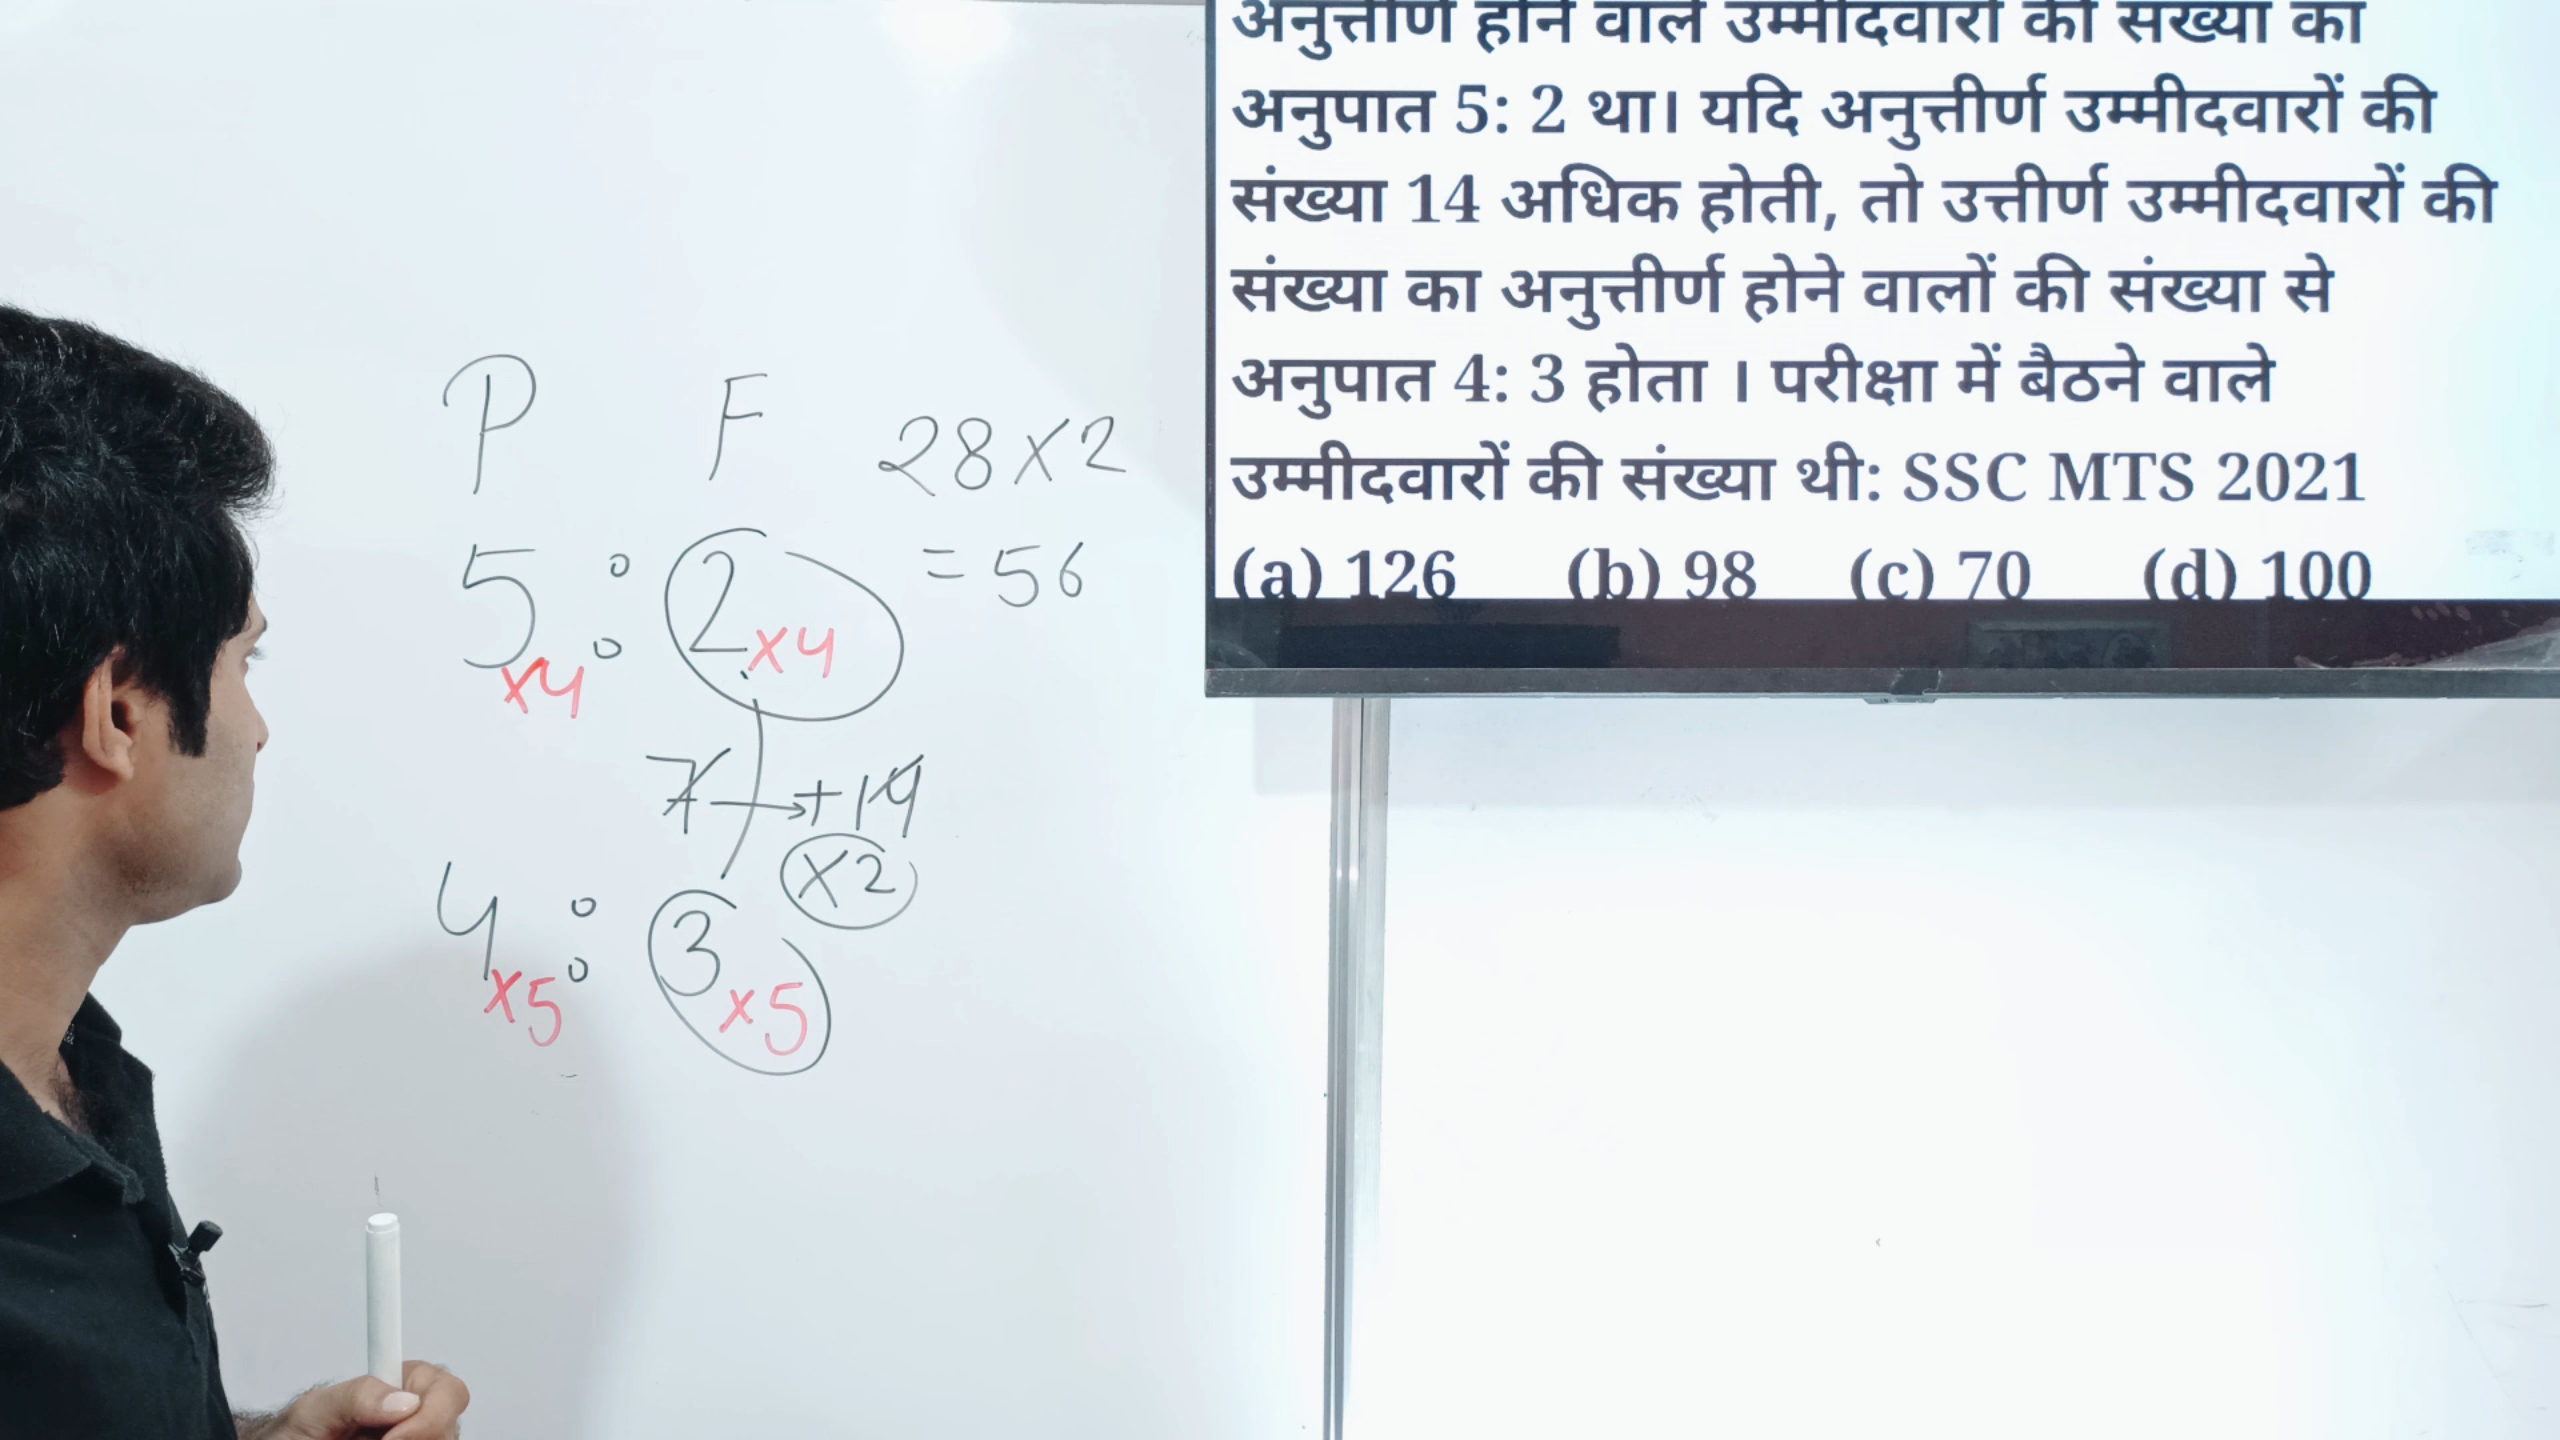 P F 28×2
5 : 2 = 56
×4 ×4
7 → +14
×2
4 : 3
×5 ×5
अनुत्तीर्ण होने वाले उम्मीदवारों की संख्या का
अनुपात 5: 2 था। यदि अनुत्तीर्ण उम्मीदवारों की
संख्या 14 अधिक होती, तो उत्तीर्ण उम्मीदवारों की
संख्या का अनुत्तीर्ण होने वालों की संख्या से
अनुपात 4: 3 होता । परीक्षा में बैठने वाले
उम्मीदवारों की संख्या थी: SSC MTS 2021
(a) 126 (b) 98 (c) 70 (d) 100